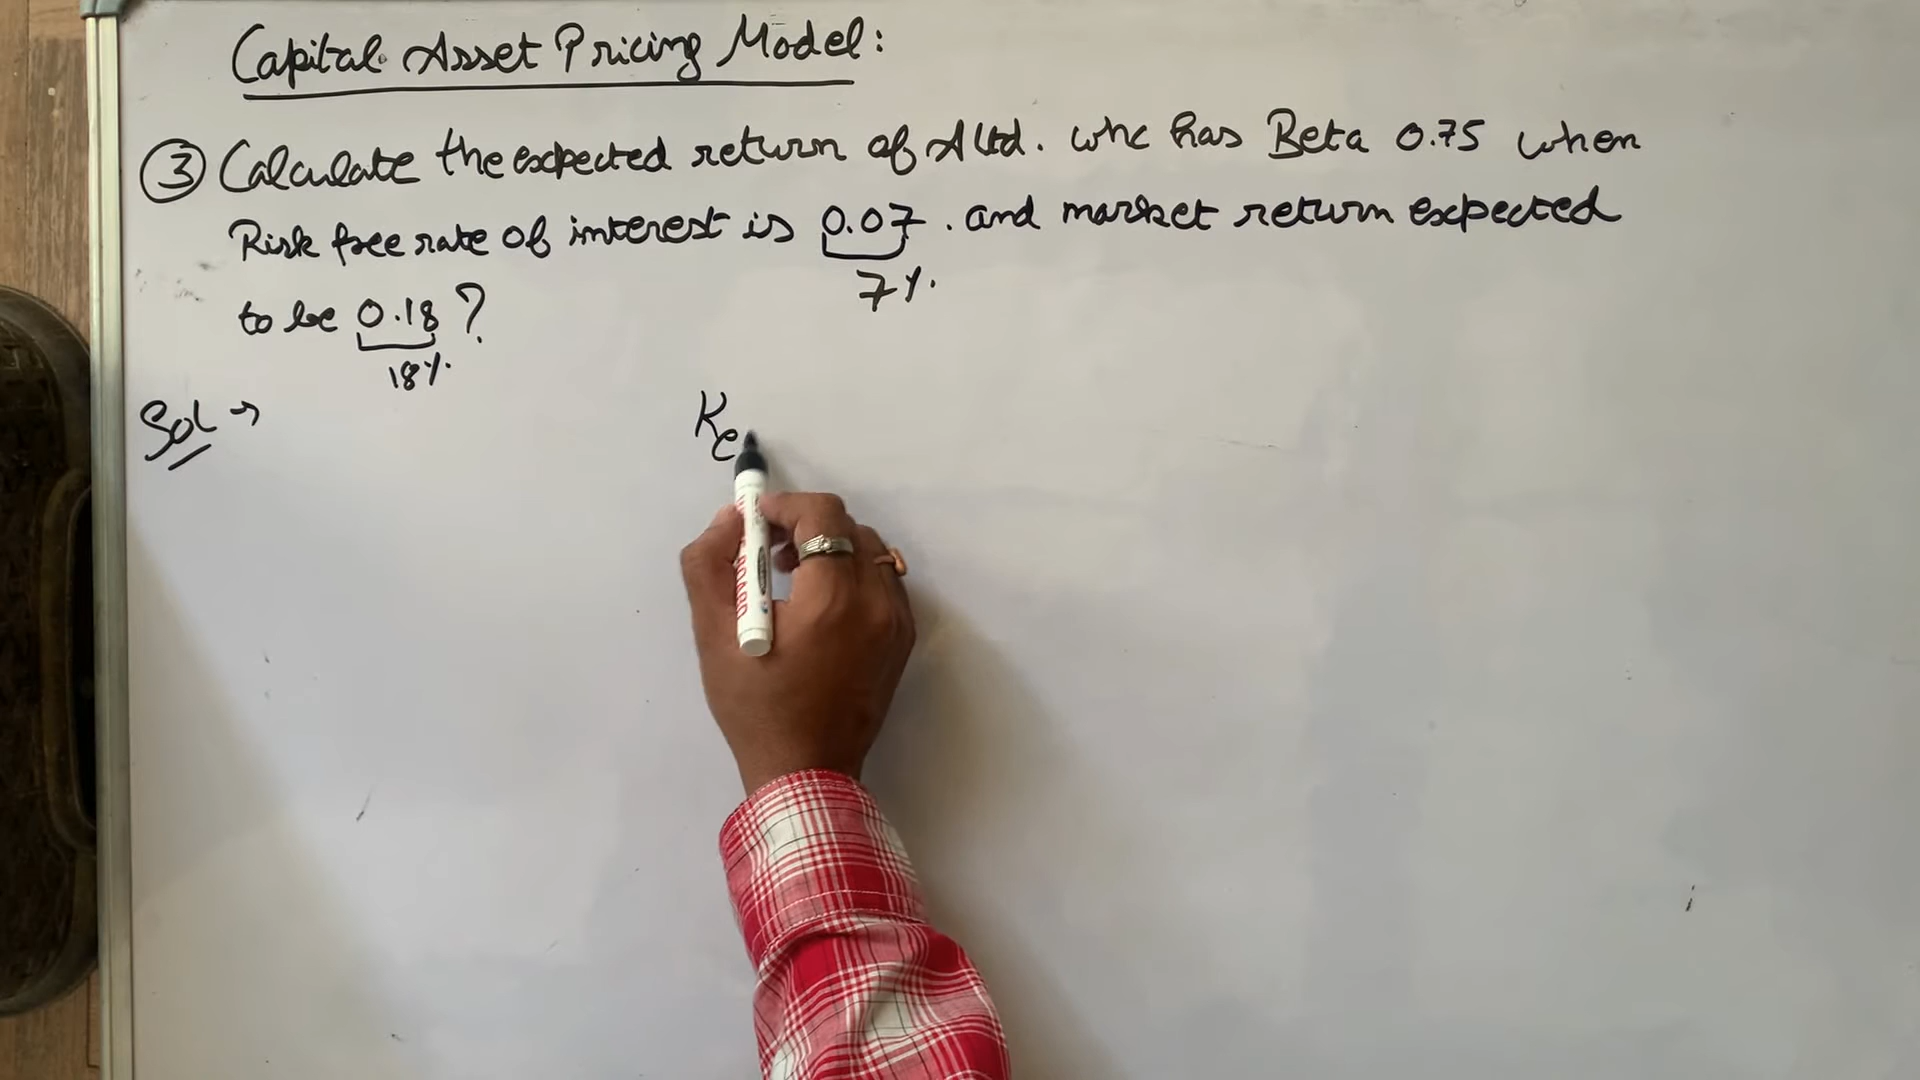 Capital Asset Pricing Model:
③ Calculate the expected return of A Ltd. whc has Beta 0.75 when
Risk free rate of interest is 0.07. and market return expected
7%.
to be 0.18?
18%.
Sol →
Ke